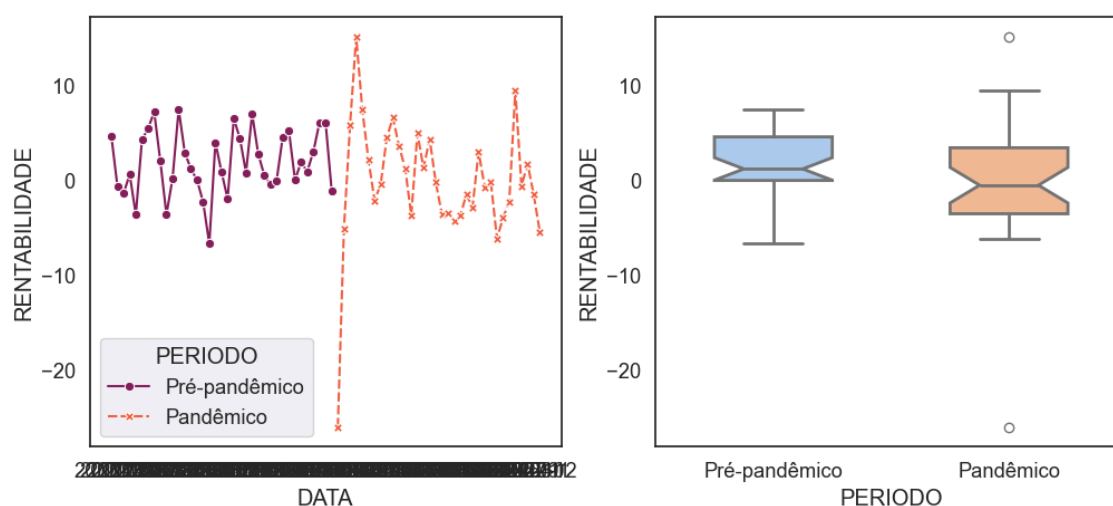 RENTABILIDADE
10
0
−10
−20
PERIODO
Pré-pandêmico
Pandêmico
DATA
RENTABILIDADE
10
0
−10
−20
Pré-pandêmico
Pandêmico
PERIODO